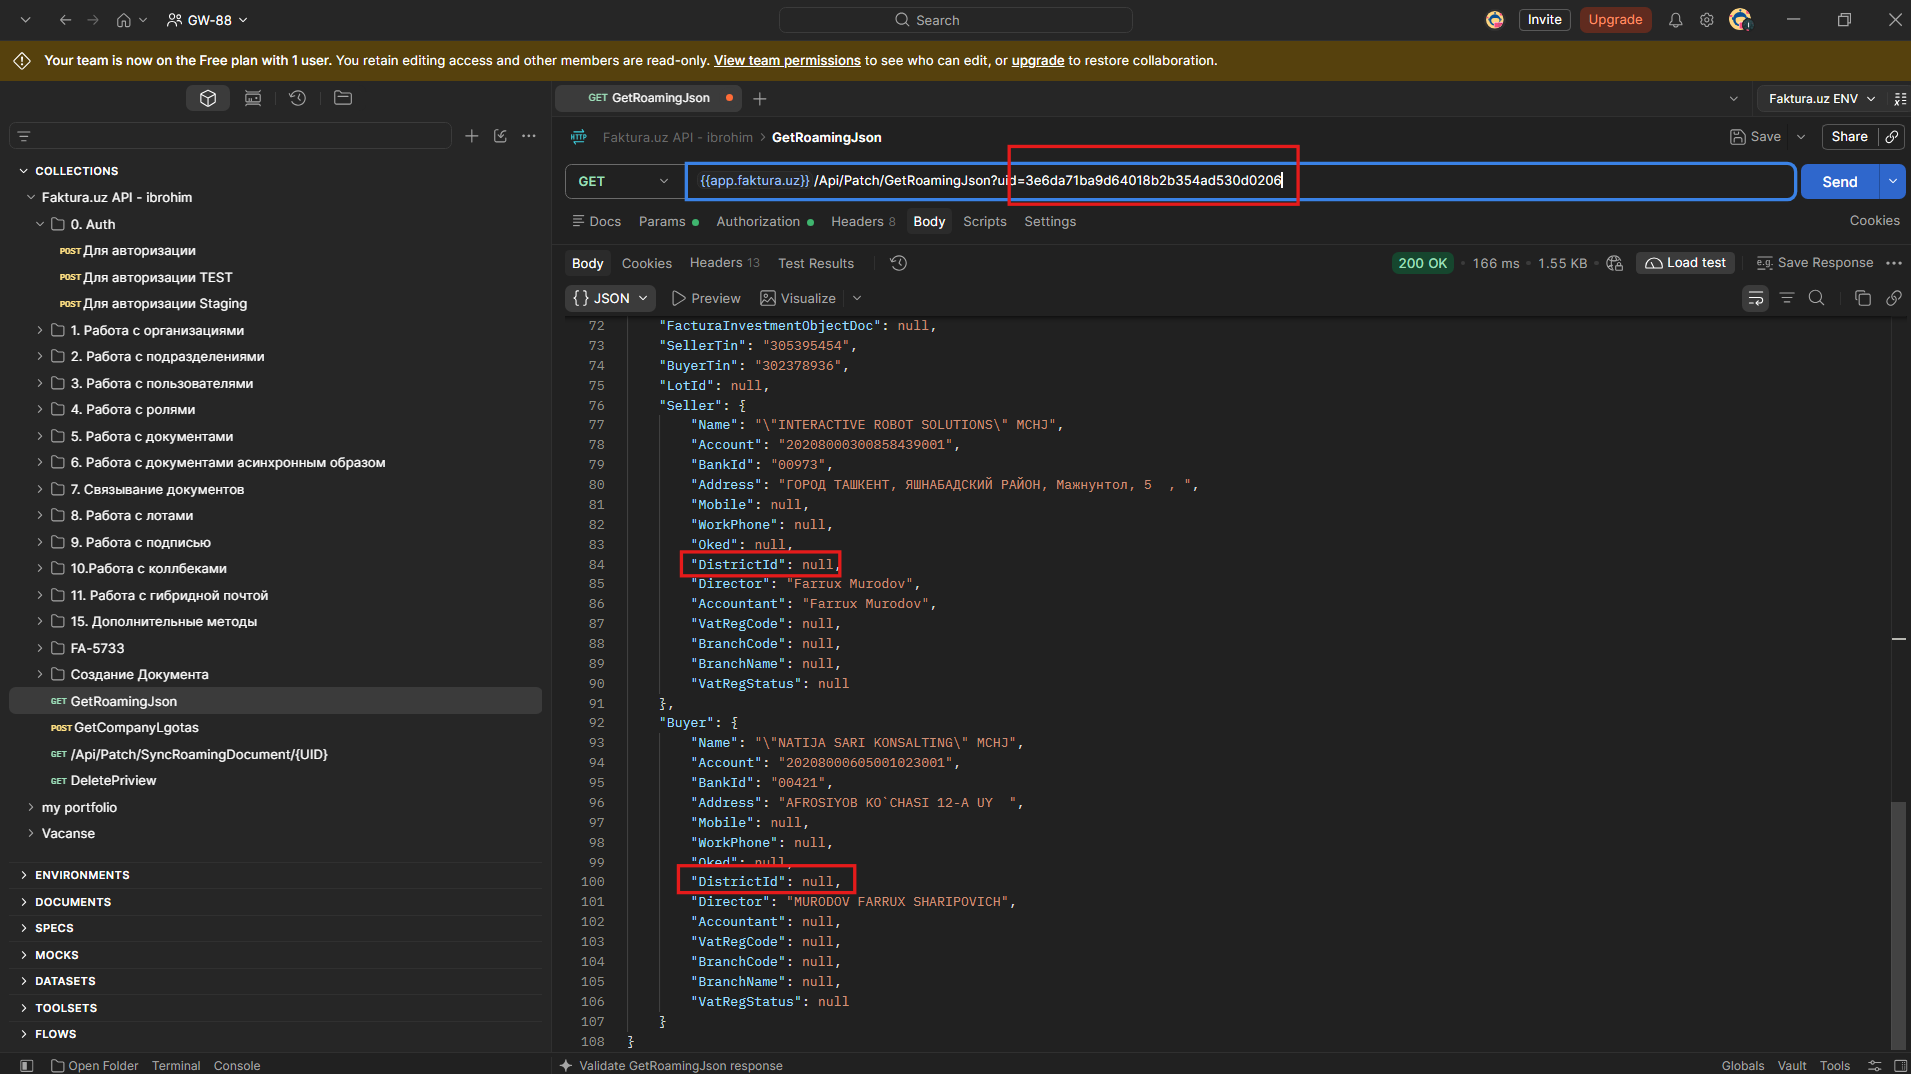 GW-88
Search
Invite
Upgrade
Your team is now on the Free plan with 1 user. You retain editing access and other members are read-only. View team permissions to see who can edit, or upgrade to restore collaboration.
GET GetRoamingJson
Faktura.uz ENV
COLLECTIONS
Faktura.uz API - ibrohim
0. Auth
POST Для авторизации
POST Для авторизации TEST
POST Для авторизации Staging
1. Работа с организациями
2. Работа с подразделениями
3. Работа с пользователями
4. Работа с ролями
5. Работа с документами
6. Работа с документами асинхронным образом
7. Связывание документов
8. Работа с лотами
9. Работа с подписью
10.Работа с коллбеками
11. Работа с гибридной почтой
15. Дополнительные методы
FA-5733
Создание Документа
GET GetRoamingJson
POST GetCompanyLgotas
GET /Api/Patch/SyncRoamingDocument/{UID}
GET DeletePriview
my portfolio
Vacanse
ENVIRONMENTS
DOCUMENTS
SPECS
MOCKS
DATASETS
TOOLSETS
FLOWS
HTTP Faktura.uz API - ibrohim > GetRoamingJson
Save
Share
GET
{{app.faktura.uz}} /Api/Patch/GetRoamingJson?uid=3e6da71ba9d64018b2b354ad530d0206
Send
Docs Params Authorization Headers 8 Body Scripts Settings
Cookies
Body Cookies Headers 13 Test Results
200 OK • 166 ms • 1.55 KB
Load test
e.g. Save Response
{} JSON
Preview
Visualize
72 "FacturaInvestmentObjectDoc": null,
73 "SellerTin": "305395454",
74 "BuyerTin": "302378936",
75 "LotId": null,
76 "Seller": {
77 "Name": "\"INTERACTIVE ROBOT SOLUTIONS\" MCHJ",
78 "Account": "20208000300858439001",
79 "BankId": "00973",
80 "Address": "ГОРОД ТАШКЕНТ, ЯШНАБАДСКИЙ РАЙОН, Мажнунтол, 5  , ",
81 "Mobile": null,
82 "WorkPhone": null,
83 "Oked": null,
84 "DistrictId": null,
85 "Director": "Farrux Murodov",
86 "Accountant": "Farrux Murodov",
87 "VatRegCode": null,
88 "BranchCode": null,
89 "BranchName": null,
90 "VatRegStatus": null
91 },
92 "Buyer": {
93 "Name": "\"NATIJA SARI KONSALTING\" MCHJ",
94 "Account": "20208000605001023001",
95 "BankId": "00421",
96 "Address": "AFROSIYOB KO`CHASI 12-A UY  ",
97 "Mobile": null,
98 "WorkPhone": null,
99 "Oked": null,
100 "DistrictId": null,
101 "Director": "MURODOV FARRUX SHARIPOVICH",
102 "Accountant": null,
103 "VatRegCode": null,
104 "BranchCode": null,
105 "BranchName": null,
106 "VatRegStatus": null
107 }
108 }
Open Folder Terminal Console
Validate GetRoamingJson response
Globals Vault Tools